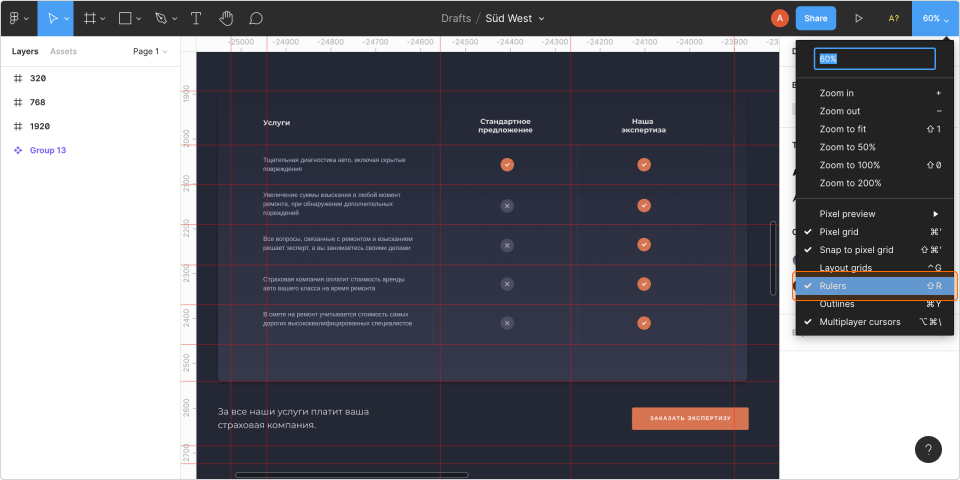 Drafts / Süd West
A
Share
A?
60%
Layers
Assets
Page 1
320
768
1920
Group 13
-25000
-24900
-24800
-24700
-24600
-24500
-24400
-24300
-24200
-24100
-24000
-23900
1900
2000
2100
2200
2300
2400
2500
2600
2700
Услуги
Стандартное
предложение
Наша
экспертиза
Тщательная диагностика авто, включая скрытые
повреждения
Увеличение суммы взыскания в любой момент
ремонта, при обнаружении дополнительных
повреждений
Все вопросы, связанные с ремонтом и взысканием
решает эксперт, а вы занимаетесь своими делами
Страховая компания оплатит стоимость аренды
авто вашего класса на время ремонта
В смете на ремонт учитывается стоимость самых
дорогих высококвалифицированных специалистов
За все наши услуги платит ваша
страховая компания.
ЗАКАЗАТЬ ЭКСПЕРТИЗУ
60%
Zoom in +
Zoom out −
Zoom to fit ⇧1
Zoom to 50%
Zoom to 100% ⇧0
Zoom to 200%
Pixel preview
Pixel grid ⌘'
Snap to pixel grid ⇧⌘'
Layout grids ^G
Rulers ⇧R
Outlines ⌘Y
Multiplayer cursors ⌥⌘\
?